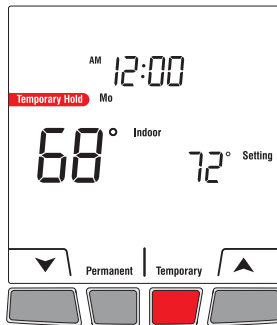 AM 12:00
Temporary Hold Mo
68° Indoor
72° Setting
Permanent Temporary